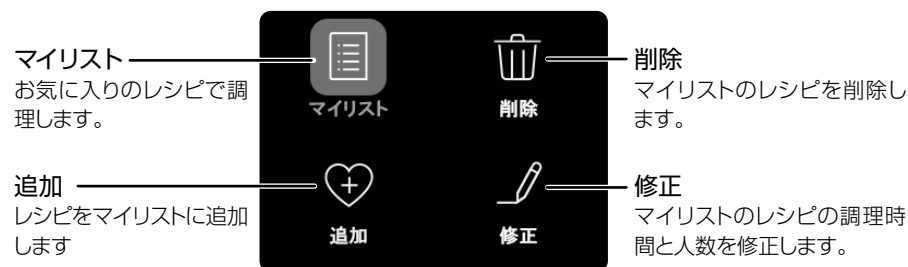 マイリスト
お気に入りのレシピで調
理します。
追加
レシピをマイリストに追加
します
マイリスト
削除
追加
修正
削除
マイリストのレシピを削除し
ます。
修正
マイリストのレシピの調理時
間と人数を修正します。